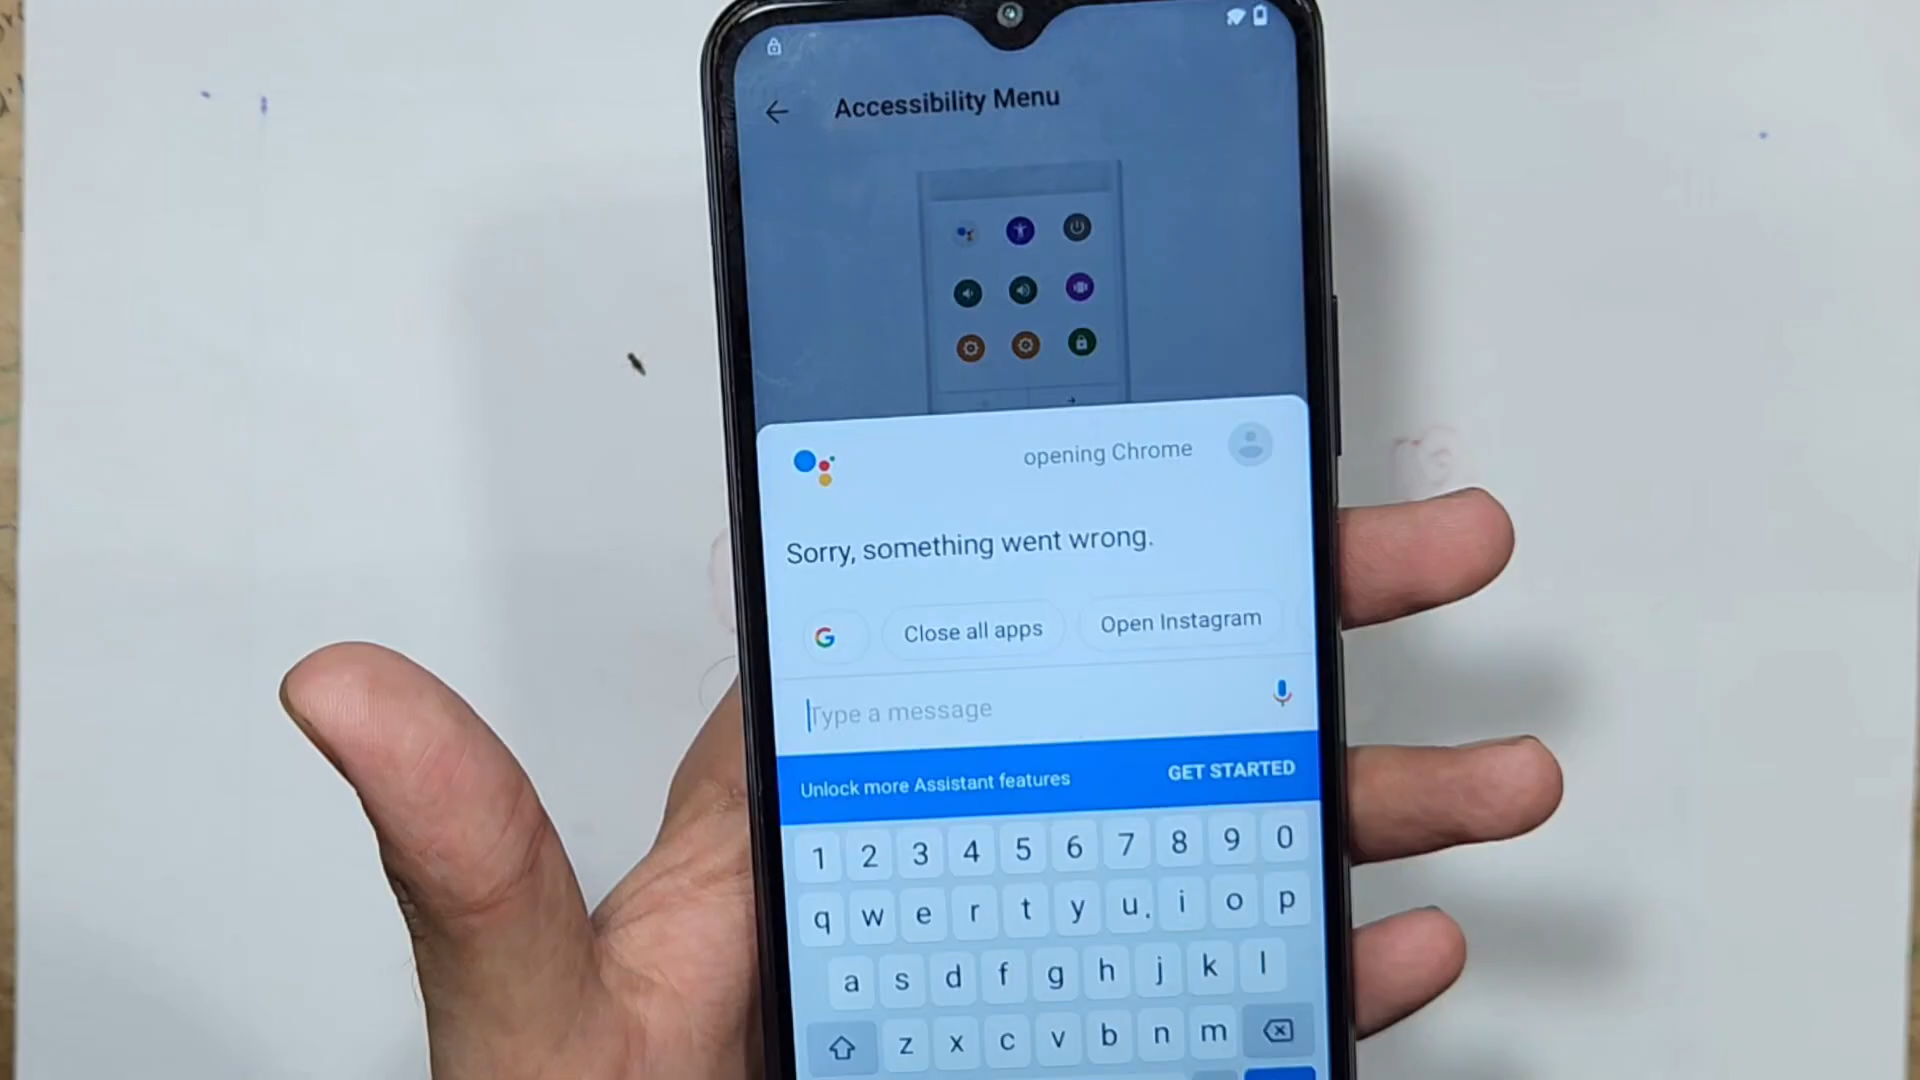 Accessibility Menu
opening Chrome
Sorry, something went wrong.
G Close all apps Open Instagram
Type a message
Unlock more Assistant features GET STARTED
1 2 3 4 5 6 7 8 9 0
q w e r t y u i o p
a s d f g h j k l
z x c v b n m